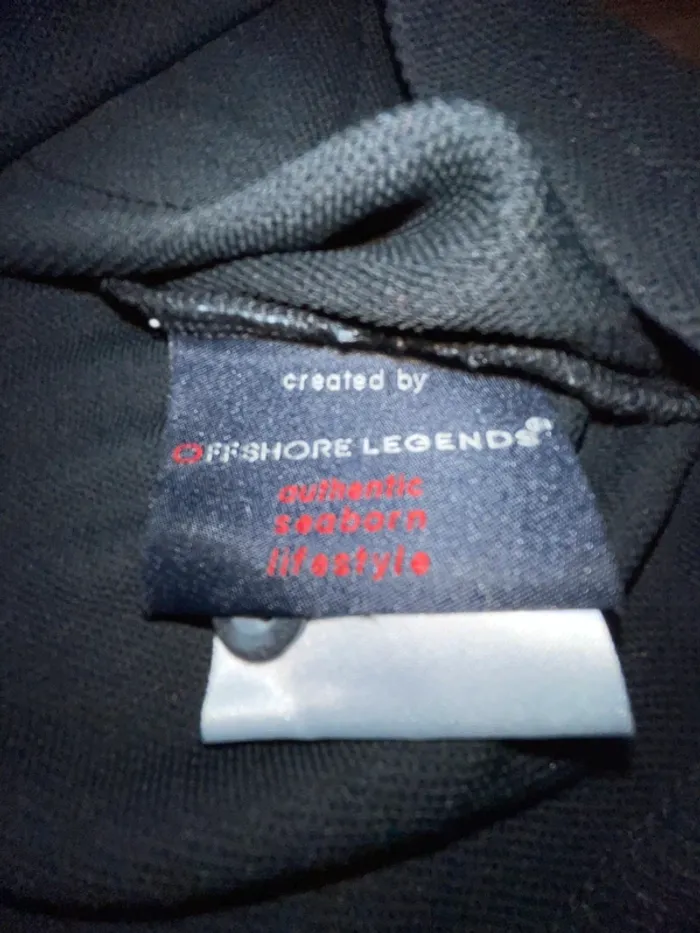 created by
OFFSHORE LEGENDS
authentic
seaborn
lifestyle